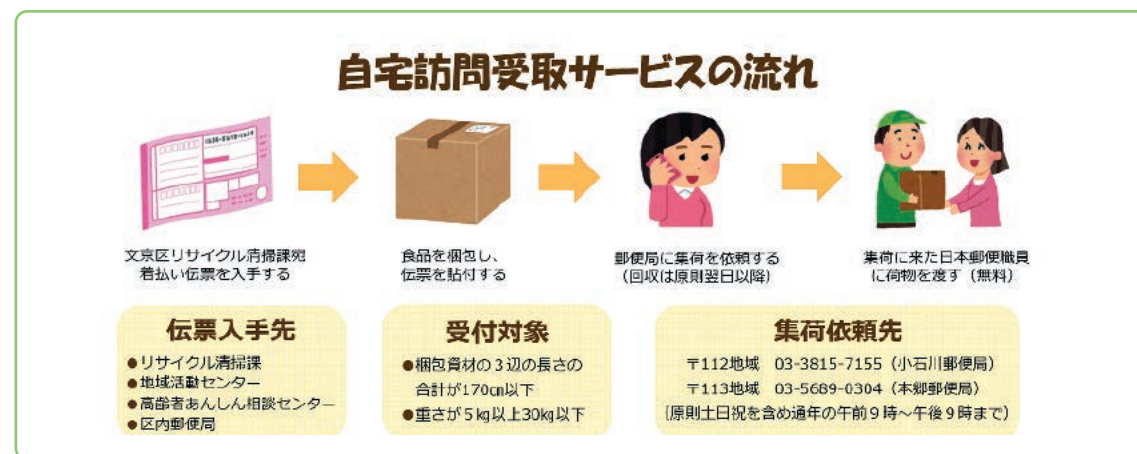 自宅訪問受取サービスの流れ
文京区リサイクル清掃課宛
着払い伝票を入手する
食品を梱包し、
伝票を貼付する
郵便局に集荷を依頼する
（回収は原則翌日以降）
集荷に来た日本郵便職員
に荷物を渡す（無料）
伝票入手先
●リサイクル清掃課
●地域活動センター
●高齢者あんしん相談センター
●区内郵便局
受付対象
●梱包資材の３辺の長さの
合計が170㎝以下
●重さが５kg以上30kg以下
集荷依頼先
〒112地域　03-3815-7155（小石川郵便局）
〒113地域　03-5689-0304（本郷郵便局）
（原則土日祝を含め通年の午前９時～午後９時まで）